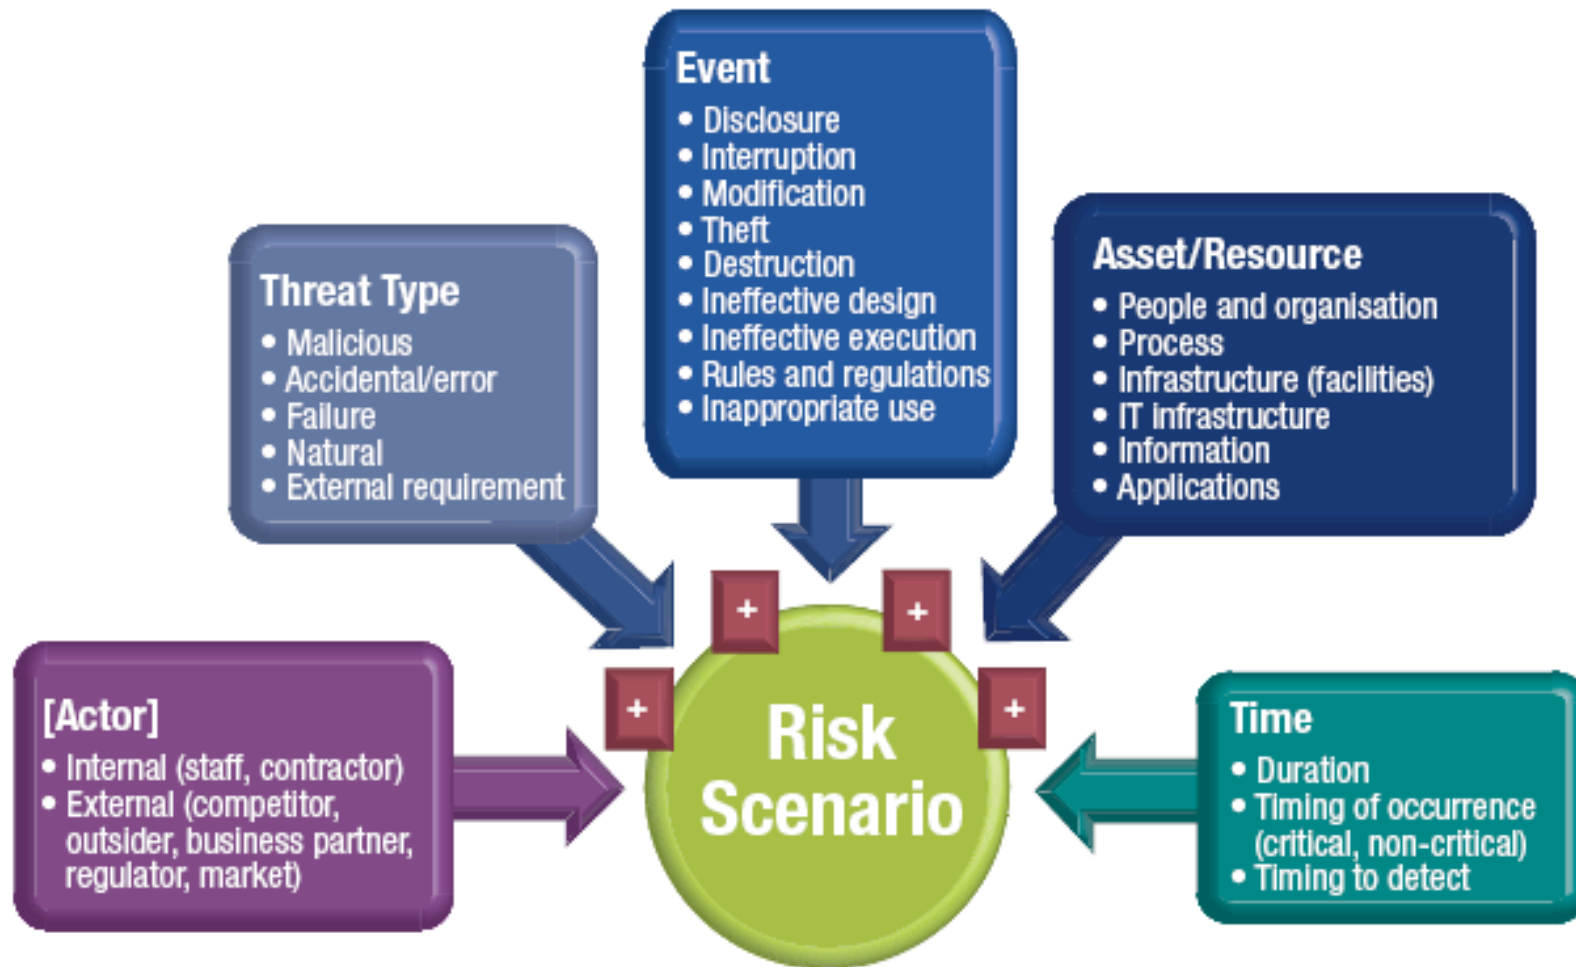 Event
• Disclosure
• Interruption
• Modification
• Theft
• Destruction
• Ineffective design
• Ineffective execution
• Rules and regulations
• Inappropriate use
Threat Type
• Malicious
• Accidental/error
• Failure
• Natural
• External requirement
Asset/Resource
• People and organisation
• Process
• Infrastructure (facilities)
• IT infrastructure
• Information
• Applications
[Actor]
• Internal (staff, contractor)
• External (competitor,
outsider, business partner,
regulator, market)
+
+
+
+
Risk
Scenario
Time
• Duration
• Timing of occurrence
(critical, non-critical)
• Timing to detect